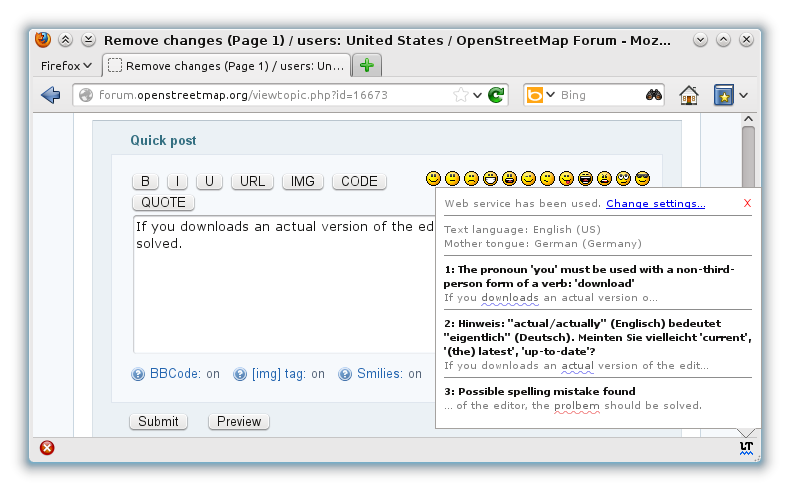 Remove changes (Page 1) / users: United States / OpenStreetMap Forum - Moz...
Firefox
Remove changes (Page 1) / users: Un...
forum.openstreetmap.org/viewtopic.php?id=16673
Bing
Quick post
B I U URL IMG CODE
QUOTE
Web service has been used. Change settings... X
If you downloads an actual version of the edi
solved.
Text language: English (US)
Mother tongue: German (Germany)
1: The pronoun 'you' must be used with a non-third-
person form of a verb: 'download'
If you downloads an actual version o...
2: Hinweis: "actual/actually" (Englisch) bedeutet
"eigentlich" (Deutsch). Meinten Sie vielleicht 'current',
'(the) latest', 'up-to-date'?
If you downloads an actual version of the edit...
3: Possible spelling mistake found
... of the editor, the prolbem should be solved.
BBCode: on [img] tag: on Smilies: on
Submit Preview
LT